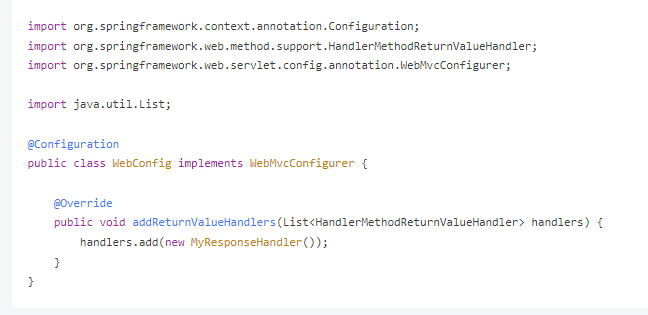 import org.springframework.context.annotation.Configuration;
import org.springframework.web.method.support.HandlerMethodReturnValueHandler;
import org.springframework.web.servlet.config.annotation.WebMvcConfigurer;
import java.util.List;
@Configuration
public class WebConfig implements WebMvcConfigurer {
@Override
public void addReturnValueHandlers(List<HandlerMethodReturnValueHandler> handlers) {
handlers.add(new MyResponseHandler());
}
}